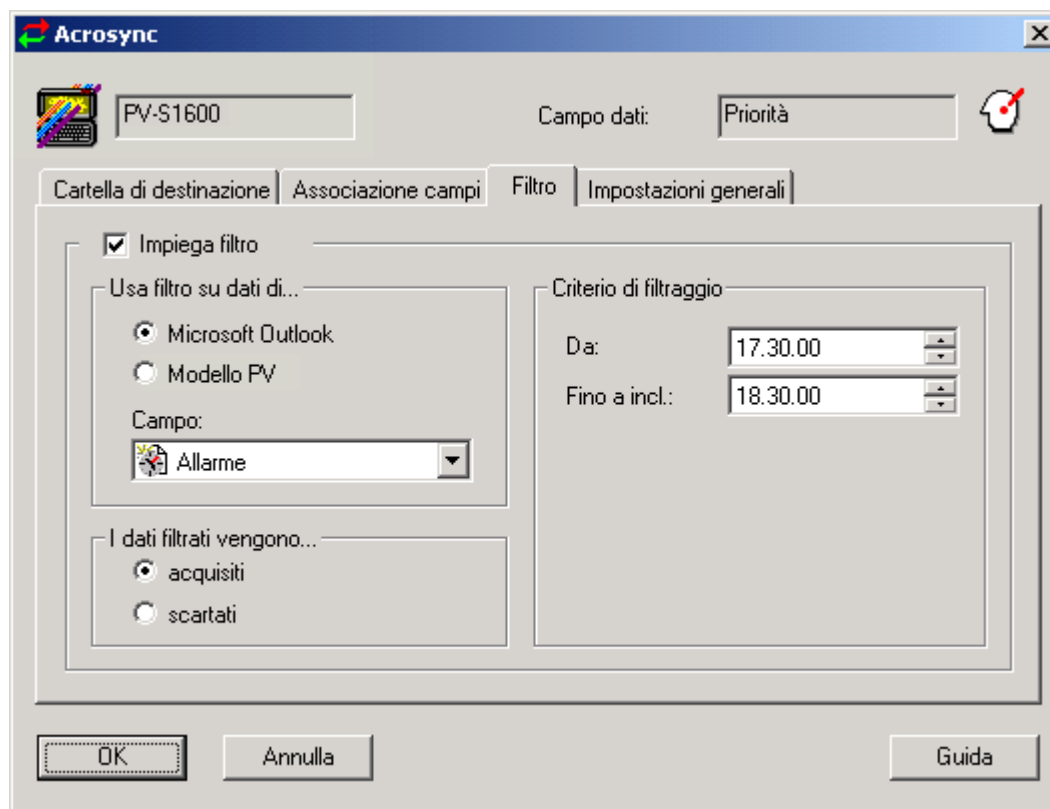 Acrosync
PV-S1600
Campo dati:
Priorità
Cartella di destinazione
Associazione campi
Filtro
Impostazioni generali
Impiega filtro
Usa filtro su dati di...
Microsoft Outlook
Modello PV
Campo:
Allarme
I dati filtrati vengono...
acquisiti
scartati
Criterio di filtraggio
Da:
17.30.00
Fino a incl.:
18.30.00
OK
Annulla
Guida